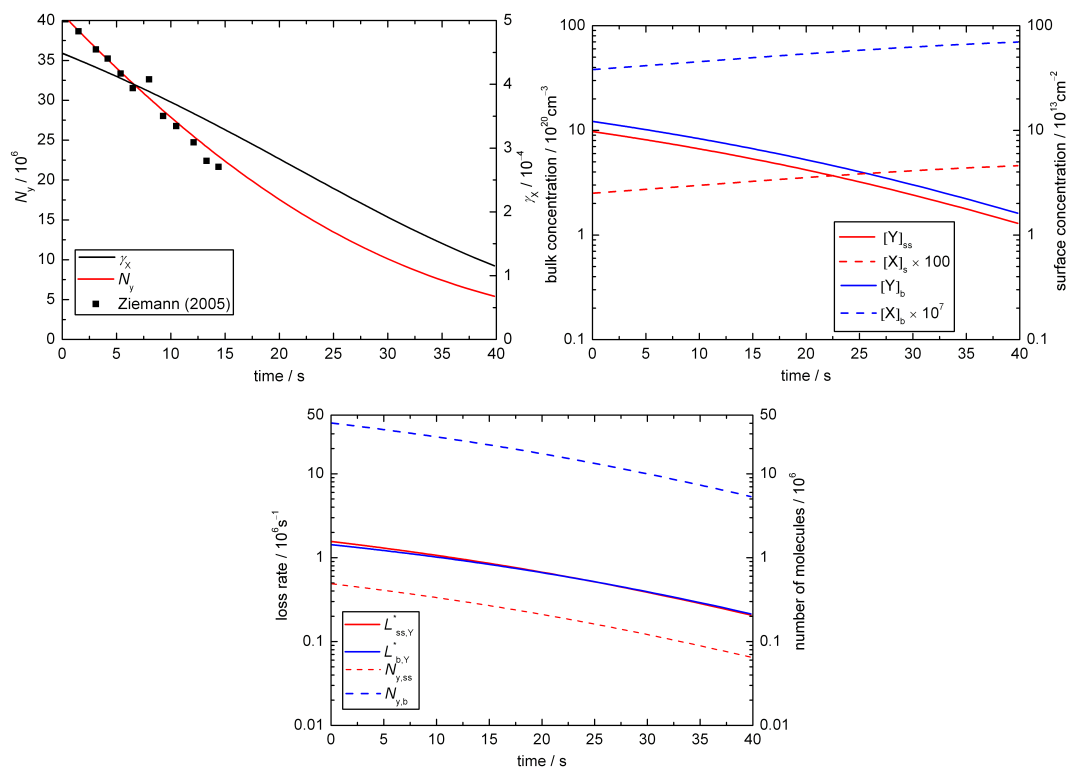 40
35
30
25
20
15
10
5
0
N_y / 10^6
5
4
3
2
1
0
γ_X / 10^−4
γ_X
N_y
Ziemann (2005)
0 5 10 15 20 25 30 35 40
time / s
100
10
1
0.1
bulk concentration / 10^20 cm^−3
100
10
1
0.1
surface concentration / 10^13 cm^−2
[Y]_ss
[X]_s × 100
[Y]_b
[X]_b × 10^7
0 5 10 15 20 25 30 35 40
time / s
50
10
1
0.1
0.01
loss rate / 10^6 s^−1
50
10
1
0.1
0.01
number of molecules / 10^6
L^*_ss,Y
L^*_b,Y
N_y,ss
N_y,b
0 5 10 15 20 25 30 35 40
time / s